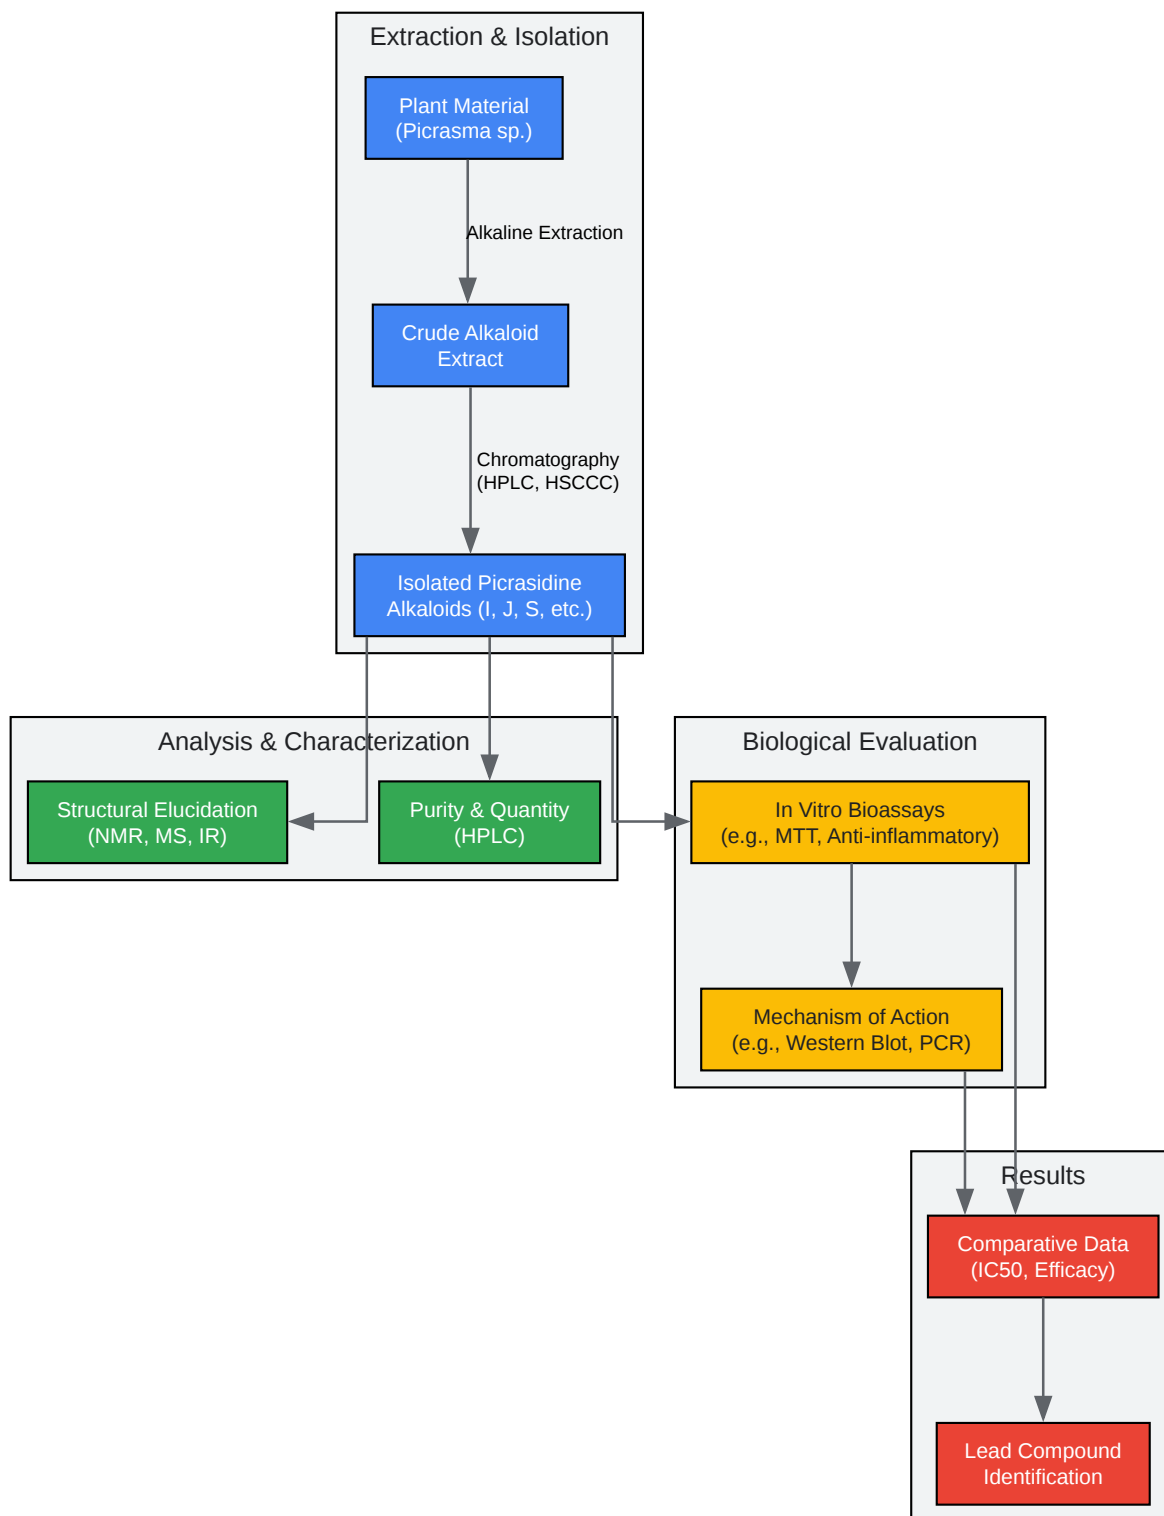 Extraction & Isolation
Plant Material
(Picrasma sp.)
Alkaline Extraction
Crude Alkaloid
Extract
Chromatography
(HPLC, HSCCC)
Isolated Picrasidine
Alkaloids (I, J, S, etc.)
Analysis & Characterization
Structural Elucidation
(NMR, MS, IR)
Purity & Quantity
(HPLC)
Biological Evaluation
In Vitro Bioassays
(e.g., MTT, Anti-inflammatory)
Mechanism of Action
(e.g., Western Blot, PCR)
Results
Comparative Data
(IC50, Efficacy)
Lead Compound
Identification